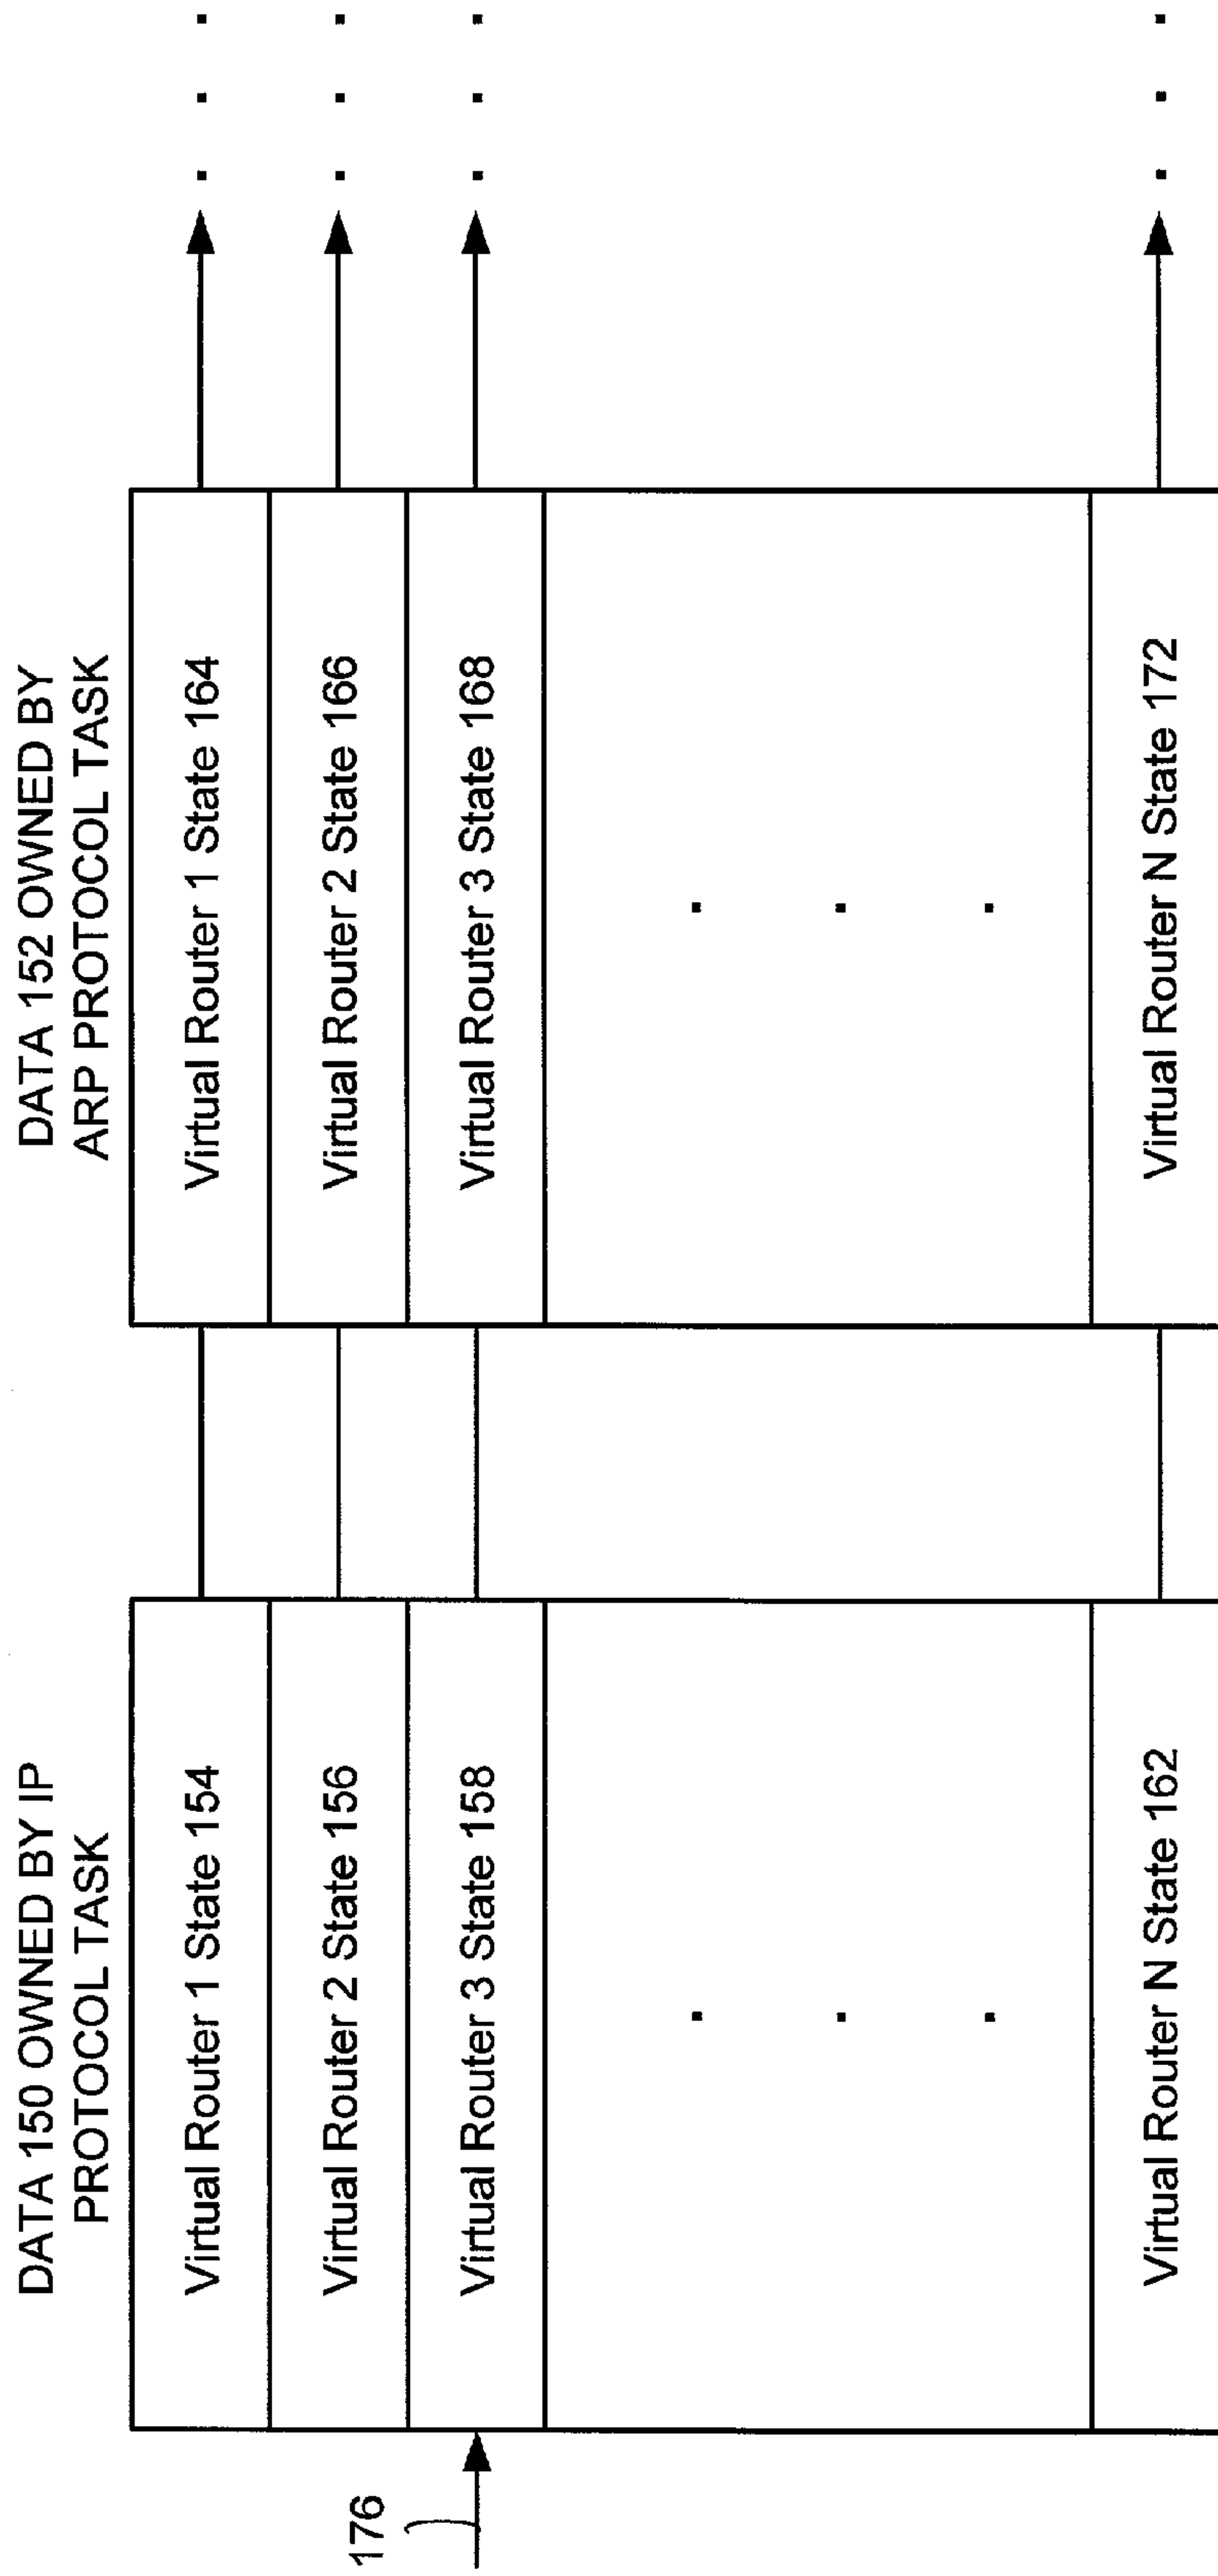 DATA 150 OWNED BY IP
PROTOCOL TASK
Virtual Router 1 State 154
Virtual Router 2 State 156
Virtual Router 3 State 158
Virtual Router N State 162
176
DATA 152 OWNED BY
ARP PROTOCOL TASK
Virtual Router 1 State 164
Virtual Router 2 State 166
Virtual Router 3 State 168
Virtual Router N State 172